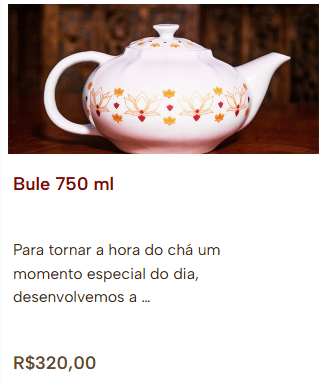 Bule 750 ml
Para tornar a hora do chá um
momento especial do dia,
desenvolvemos a ...
R$320,00